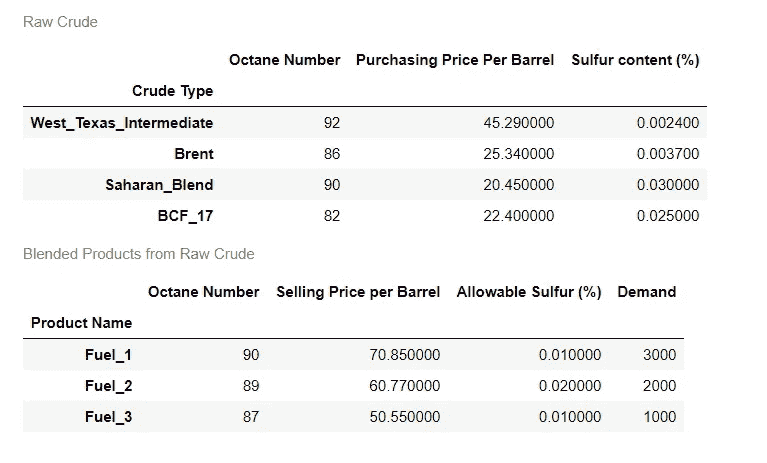 Raw Crude
Octane Number Purchasing Price Per Barrel Sulfur content (%)
Crude Type
West_Texas_Intermediate 92 45.290000 0.002400
Brent 86 25.340000 0.003700
Saharan_Blend 90 20.450000 0.030000
BCF_17 82 22.400000 0.025000
Blended Products from Raw Crude
Octane Number Selling Price per Barrel Allowable Sulfur (%) Demand
Product Name
Fuel_1 90 70.850000 0.010000 3000
Fuel_2 89 60.770000 0.020000 2000
Fuel_3 87 50.550000 0.010000 1000